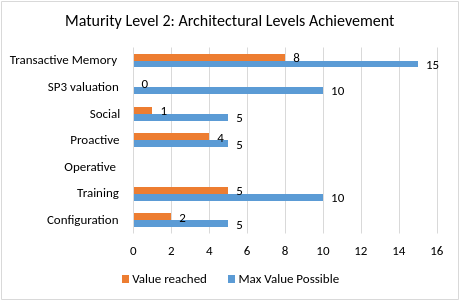 Maturity Level 2: Architectural Levels Achievement
Transactive Memory 8 15
SP3 valuation 0 10
Social 1 5
Proactive 4 5
Operative
Training 5 10
Configuration 2 5
0 2 4 6 8 10 12 14 16
Value reached Max Value Possible